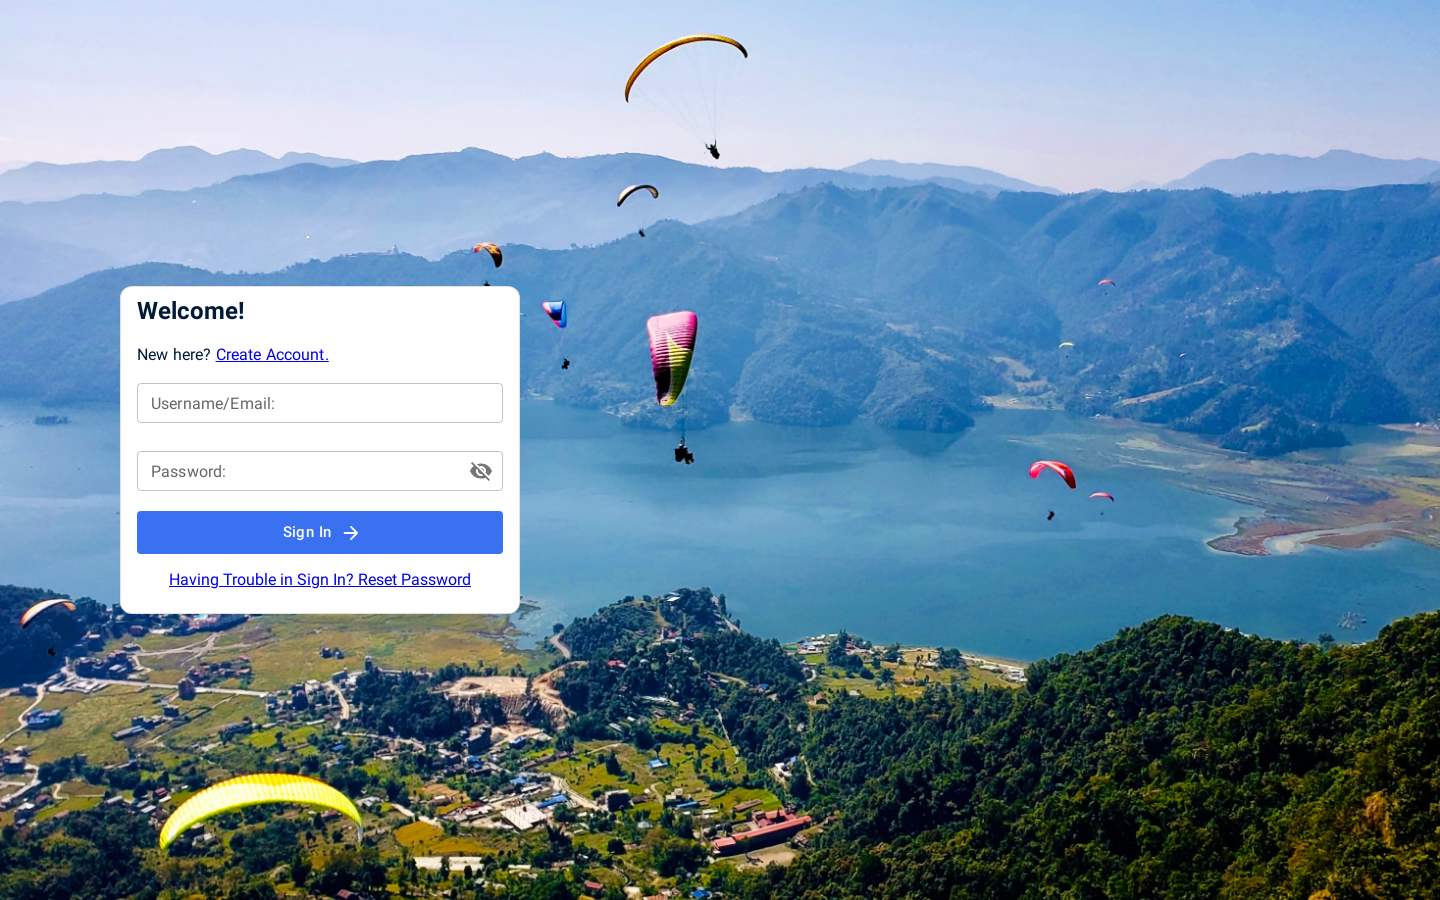 Welcome!
New here? Create Account.
Username/Email:
Password:
Sign In
Having Trouble in Sign In? Reset Password